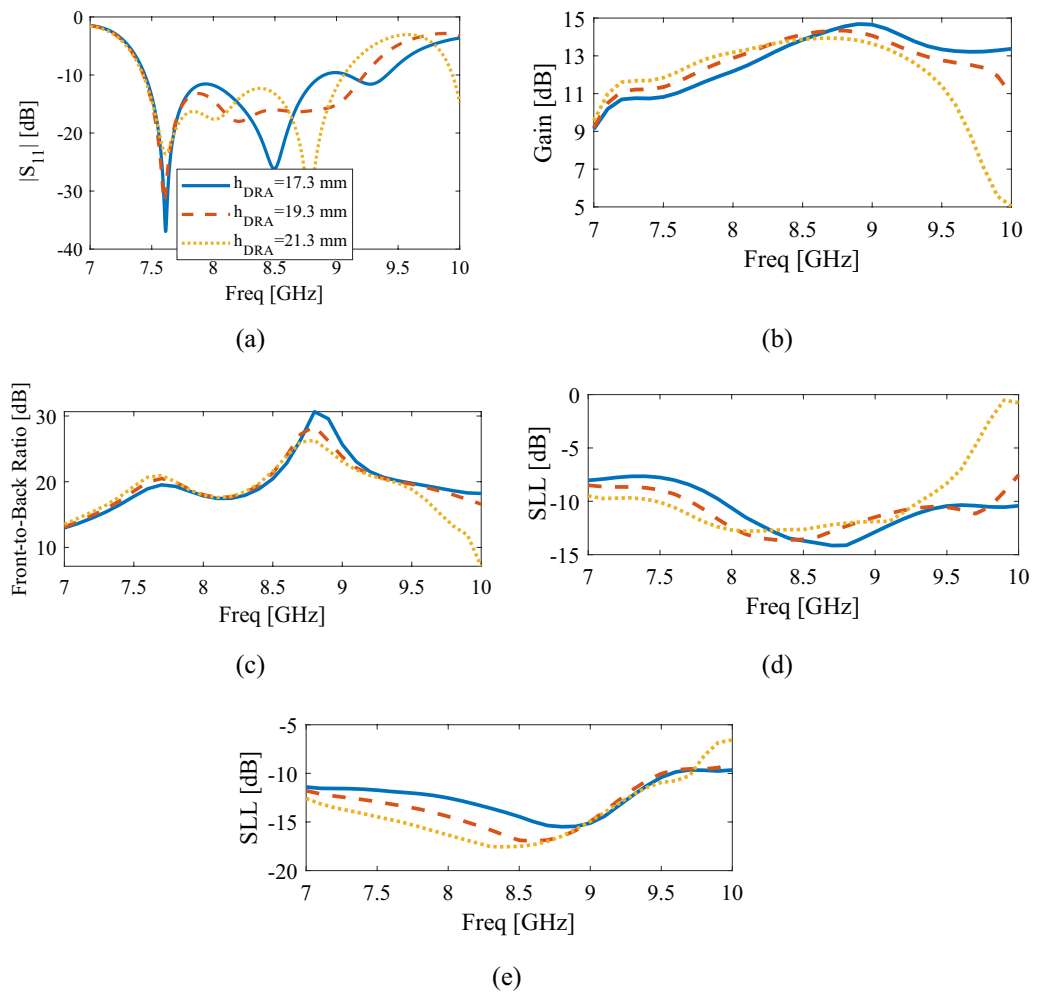 0
-10
-20
-30
-40
|S11| [dB]
hDRA=17.3 mm
hDRA=19.3 mm
hDRA=21.3 mm
7 7.5 8 8.5 9 9.5 10
Freq [GHz]
(a)
15
13
11
9
7
5
Gain [dB]
7 7.5 8 8.5 9 9.5 10
Freq [GHz]
(b)
30
20
10
Front-to-Back Ratio [dB]
7 7.5 8 8.5 9 9.5 10
Freq [GHz]
(c)
0
-5
-10
-15
SLL [dB]
7 7.5 8 8.5 9 9.5 10
Freq [GHz]
(d)
-5
-10
-15
-20
SLL [dB]
7 7.5 8 8.5 9 9.5 10
Freq [GHz]
(e)